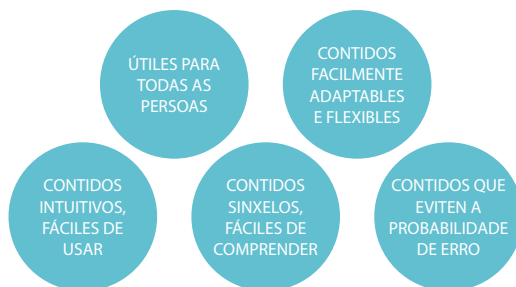 ÚTILES PARA
TODAS AS
PERSOAS
CONTIDOS
FACILMENTE
ADAPTABLES
E FLEXIBLES
CONTIDOS
INTUITIVOS,
FÁCILES DE
USAR
CONTIDOS
SINXELOS,
FÁCILES DE
COMPRENDER
CONTIDOS QUE
EVITEN A
PROBABILIDADE
DE ERRO